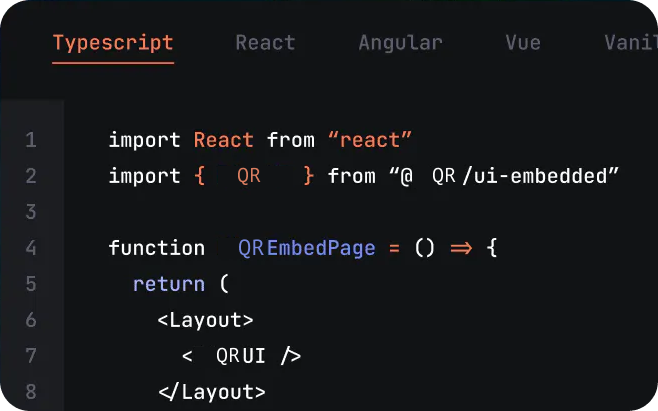 Typescript React Angular Vue Vanil
1 import React from “react”
2 import { QR } from “@ QR/ui-embedded”
3
4 function QREmbedPage = () => {
5 return (
6 <Layout>
7 < QRUI />
8 </Layout>